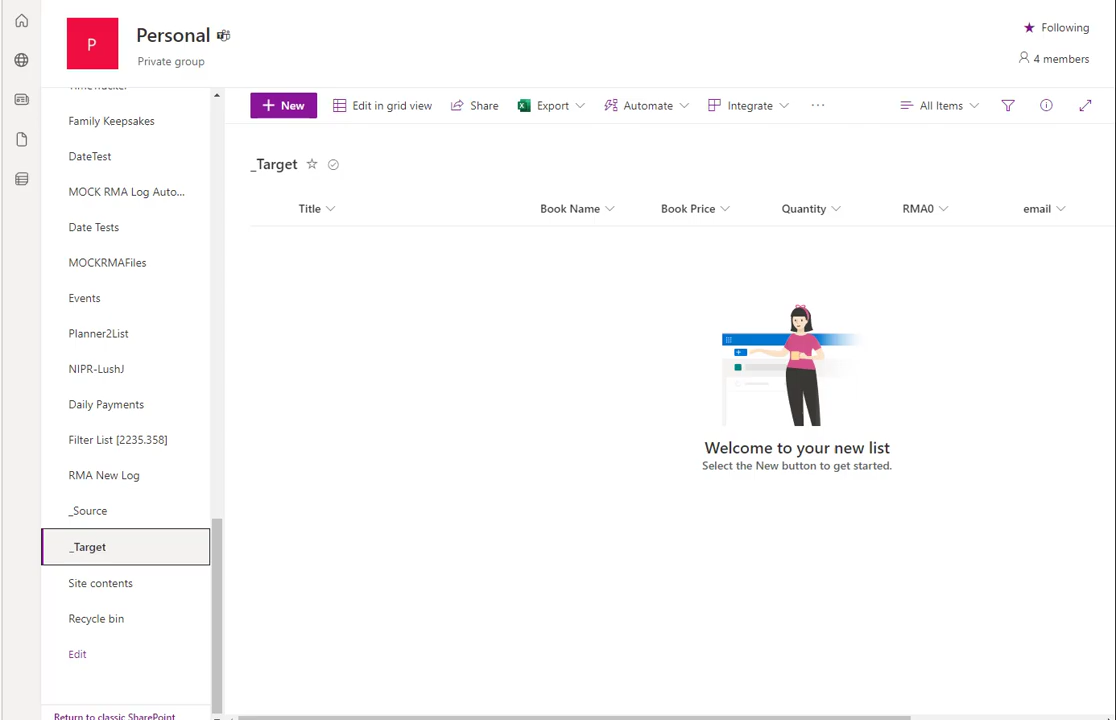 P
Personal
Private group
Following
4 members
TimeTracker
Family Keepsakes
DateTest
MOCK RMA Log Auto...
Date Tests
MOCKRMAFiles
Events
Planner2List
NIPR-LushJ
Daily Payments
Filter List [2235.358]
RMA New Log
_Source
_Target
Site contents
Recycle bin
Edit
Return to classic SharePoint
+ New
Edit in grid view
Share
Export
Automate
Integrate
...
All Items
_Target
Title
Book Name
Book Price
Quantity
RMA0
email
Welcome to your new list
Select the New button to get started.